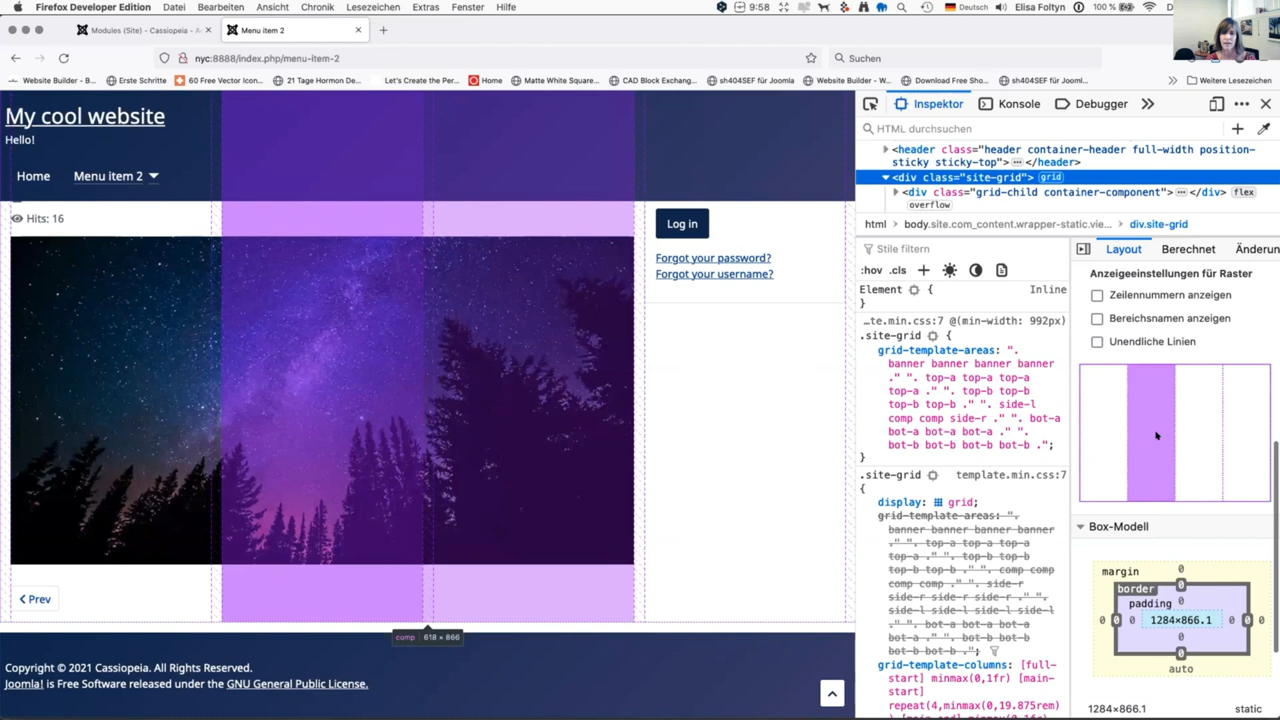 Firefox Developer Edition Datei Bearbeiten Ansicht Chronik Lesezeichen Extras Fenster Hilfe 9:58 Deutsch Elisa Foltyn 100 %
Modules (Site) - Cassiopeia - A
Menu item 2
nyc:8888/index.php/menu-item-2
Suchen
Website Builder - B... Erste Schritte 60 Free Vector Icon... 21 Tage Hormon De... Let's Create the Per... Home Matte White Square... CAD Block Exchang... sh404SEF für Joomla Website Builder - W... Download Free Sho... sh404SEF für Jooml... Weitere Lesezeichen
My cool website
Hello!
Home Menu item 2
Hits: 16
Log in
Forgot your password?
Forgot your username?
Prev
comp 618 × 866
Copyright © 2021 Cassiopeia. All Rights Reserved.
Joomla! is Free Software released under the GNU General Public License.
Inspektor Konsole Debugger
HTML durchsuchen
<header class="header container-header full-width position-
sticky sticky-top"> </header>
<div class="site-grid"> grid
<div class="grid-child container-component"> </div> flex
overflow
html body.site.com_content.wrapper-static.vie... div.site-grid
Stile filtern
:hov .cls
Element { Inline
}
…te.min.css:7 @(min-width: 992px)
.site-grid {
grid-template-areas: ".
banner banner banner banner
." ". top-a top-a top-a
top-a ." ". top-b top-b
top-b top-b ." ". side-l
comp comp side-r ." ". bot-a
bot-a bot-a bot-a ." ".
bot-b bot-b bot-b bot-b .";
}
.site-grid template.min.css:7
{
display: grid;
grid-template-areas: ".
banner banner banner banner
." ". top-a top-a top-a
top-a ." ". top-b top-b
top-b top-b ." ". comp comp
comp comp ." ". side-r
side-r side-r side-r ." ".
side-l side-l side-l side-l
." ". bot-a bot-a bot-a
bot-a ." ". bot-b bot-b
bot-b bot-b .";
grid-template-columns: [full-
start] minmax(0,1fr) [main-
start]
repeat(4,minmax(0,19.875rem)
Layout Berechnet Änderun
Anzeigeeinstellungen für Raster
Zeilennummern anzeigen
Bereichsnamen anzeigen
Unendliche Linien
Box-Modell
margin 0
border 0
padding 0
0 0 0 1284×866.1 0 0 0
0
0
auto
1284×866.1 static